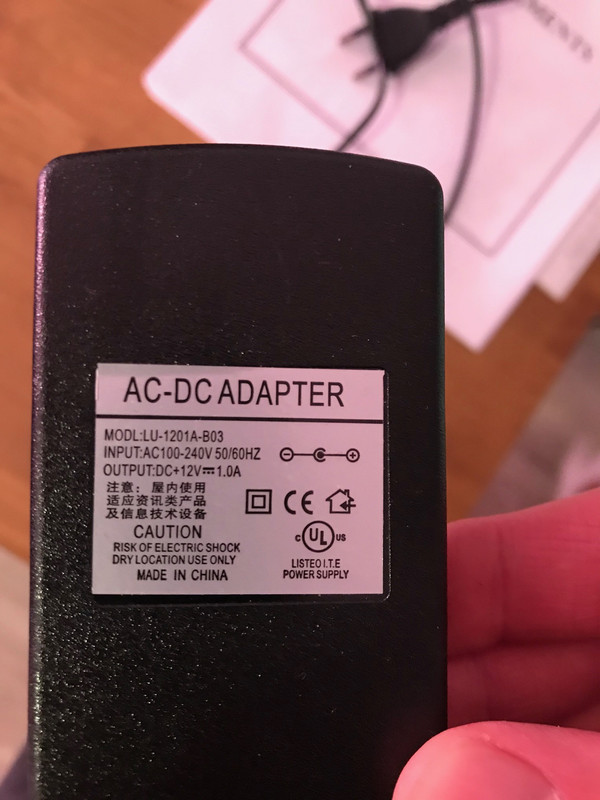 AC-DC ADAPTER
MODL:LU-1201A-B03
INPUT:AC100-240V 50/60HZ
OUTPUT:DC+12V⎓1.0A
注意：屋内使用
适应资讯类产品
及信息技术设备
CAUTION
RISK OF ELECTRIC SHOCK
DRY LOCATION USE ONLY
MADE IN CHINA
CE
c UL us
LISTEO I.T.E
POWER SUPPLY